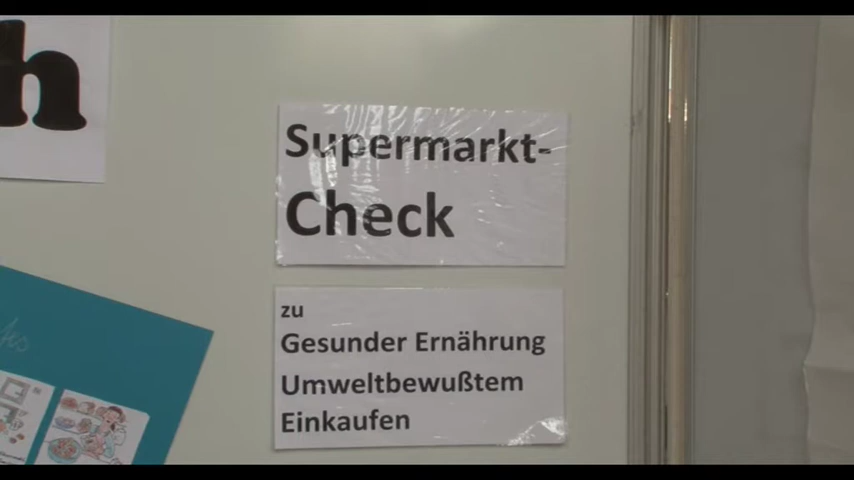 h
Supermarkt-
Check
zu
Gesunder Ernährung
Umweltbewußtem
Einkaufen